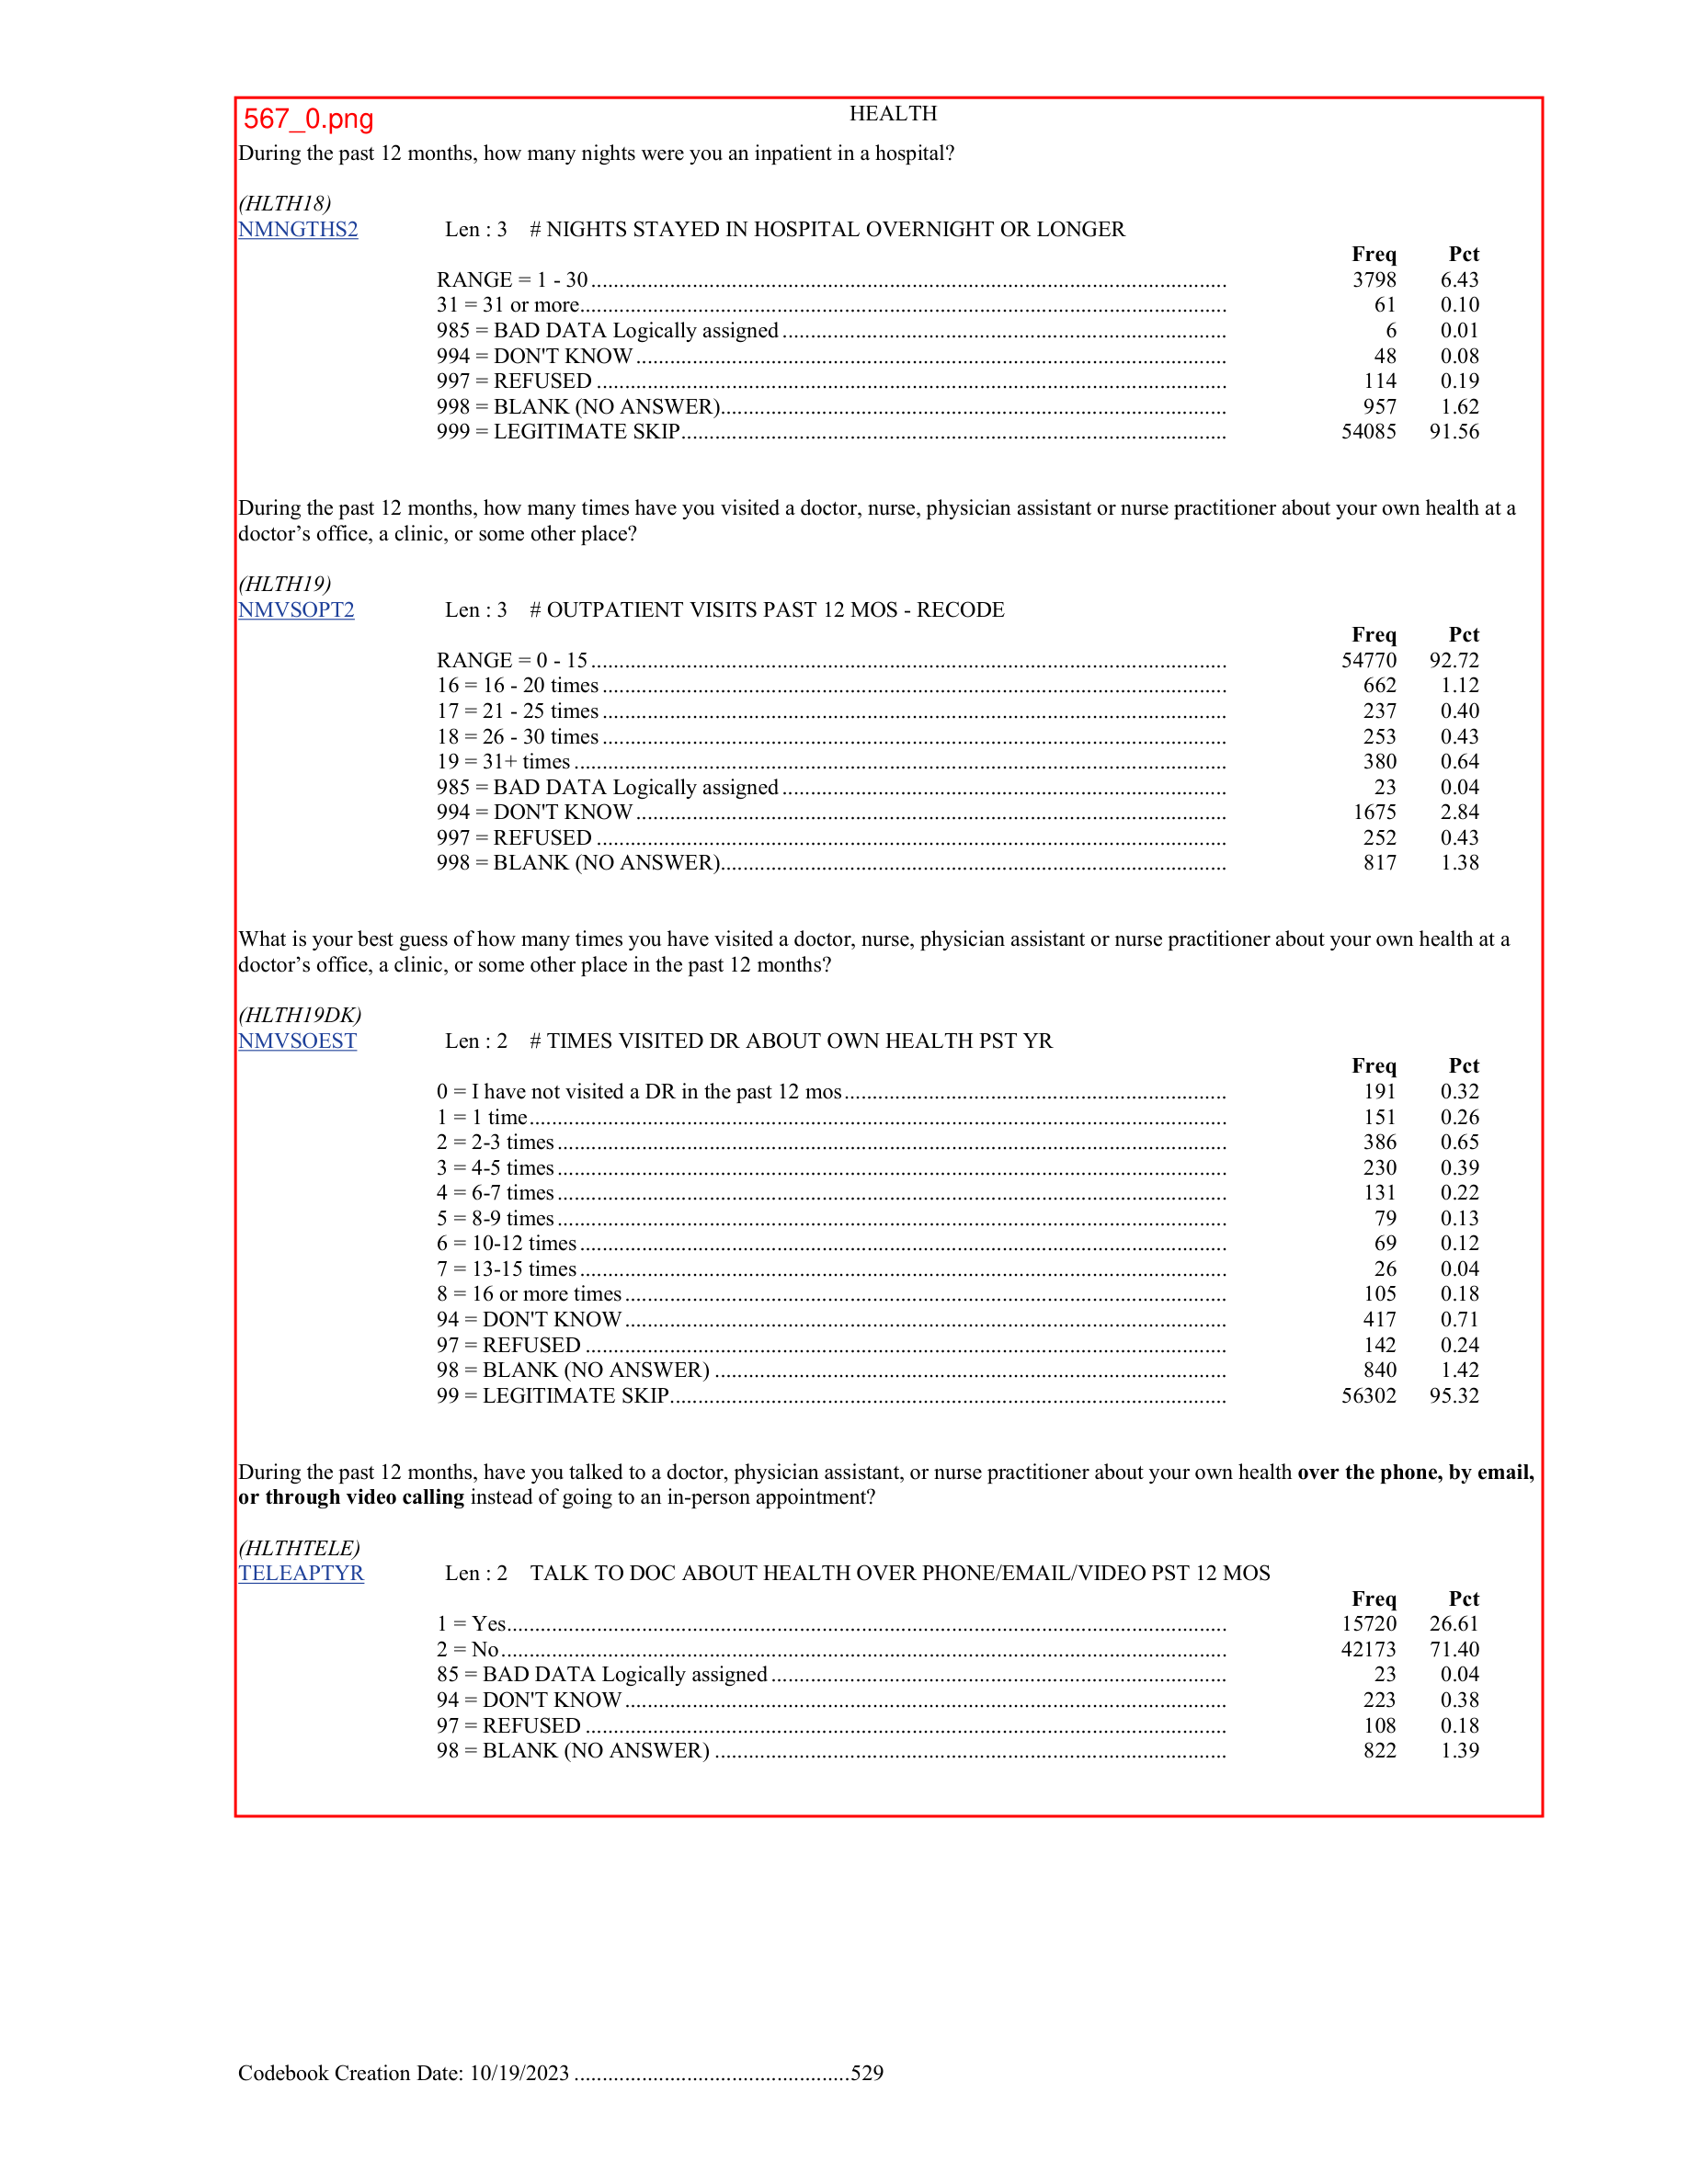 567_0.png
HEALTH
During the past 12 months, how many nights were you an inpatient in a hospital?
(HLTH18)
NMNGTHS2 Len : 3 # NIGHTS STAYED IN HOSPITAL OVERNIGHT OR LONGER
Freq Pct
RANGE = 1 - 30 3798 6.43
31 = 31 or more 61 0.10
985 = BAD DATA Logically assigned 6 0.01
994 = DON'T KNOW 48 0.08
997 = REFUSED 114 0.19
998 = BLANK (NO ANSWER) 957 1.62
999 = LEGITIMATE SKIP 54085 91.56
During the past 12 months, how many times have you visited a doctor, nurse, physician assistant or nurse practitioner about your own health at a
doctor’s office, a clinic, or some other place?
(HLTH19)
NMVSOPT2 Len : 3 # OUTPATIENT VISITS PAST 12 MOS - RECODE
Freq Pct
RANGE = 0 - 15 54770 92.72
16 = 16 - 20 times 662 1.12
17 = 21 - 25 times 237 0.40
18 = 26 - 30 times 253 0.43
19 = 31+ times 380 0.64
985 = BAD DATA Logically assigned 23 0.04
994 = DON'T KNOW 1675 2.84
997 = REFUSED 252 0.43
998 = BLANK (NO ANSWER) 817 1.38
What is your best guess of how many times you have visited a doctor, nurse, physician assistant or nurse practitioner about your own health at a
doctor’s office, a clinic, or some other place in the past 12 months?
(HLTH19DK)
NMVSOEST Len : 2 # TIMES VISITED DR ABOUT OWN HEALTH PST YR
Freq Pct
0 = I have not visited a DR in the past 12 mos 191 0.32
1 = 1 time 151 0.26
2 = 2-3 times 386 0.65
3 = 4-5 times 230 0.39
4 = 6-7 times 131 0.22
5 = 8-9 times 79 0.13
6 = 10-12 times 69 0.12
7 = 13-15 times 26 0.04
8 = 16 or more times 105 0.18
94 = DON'T KNOW 417 0.71
97 = REFUSED 142 0.24
98 = BLANK (NO ANSWER) 840 1.42
99 = LEGITIMATE SKIP 56302 95.32
During the past 12 months, have you talked to a doctor, physician assistant, or nurse practitioner about your own health over the phone, by email,
or through video calling instead of going to an in-person appointment?
(HLTHTELE)
TELEAPTYR Len : 2 TALK TO DOC ABOUT HEALTH OVER PHONE/EMAIL/VIDEO PST 12 MOS
Freq Pct
1 = Yes 15720 26.61
2 = No 42173 71.40
85 = BAD DATA Logically assigned 23 0.04
94 = DON'T KNOW 223 0.38
97 = REFUSED 108 0.18
98 = BLANK (NO ANSWER) 822 1.39
Codebook Creation Date: 10/19/2023 529